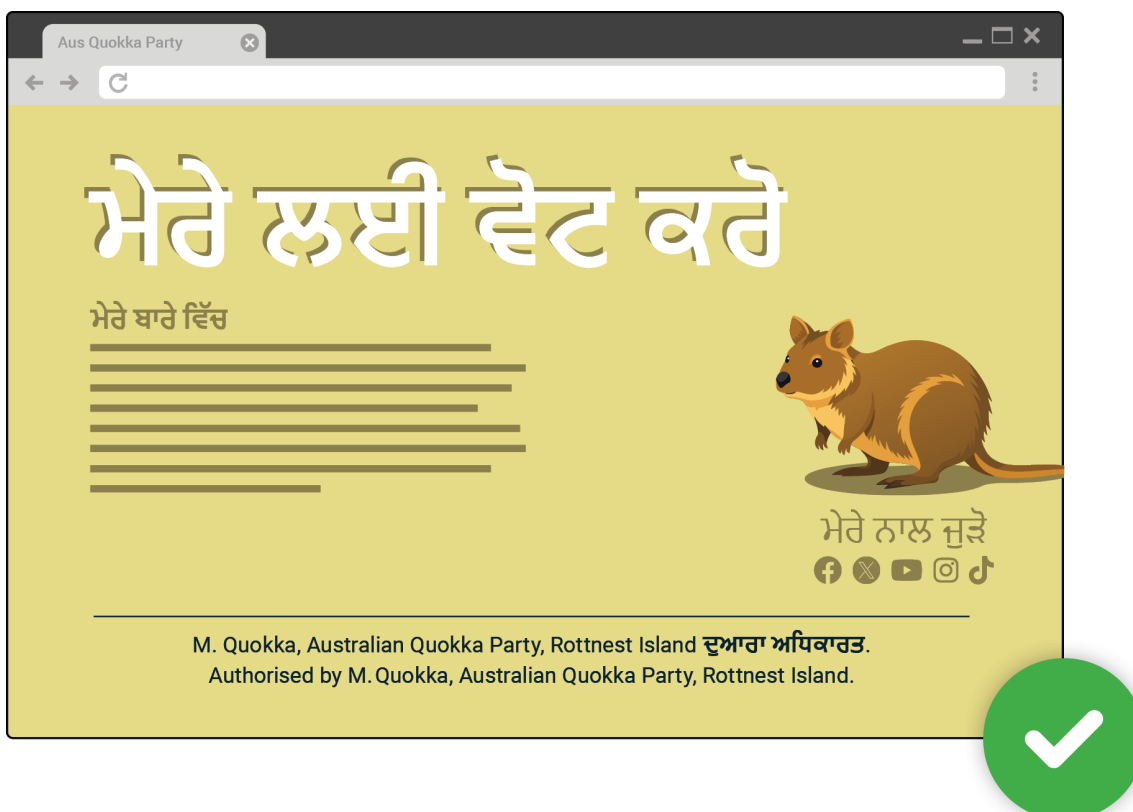 Aus Quokka Party
ਮੇਰੇ ਲਈ ਵੋਟ ਕਰੋ
ਮੇਰੇ ਬਾਰੇ ਵਿੱਚ
ਮੇਰੇ ਨਾਲ ਜੁੜੋ
M. Quokka, Australian Quokka Party, Rottnest Island ਦੁਆਰਾ ਅਧਿਕਾਰਤ.
Authorised by M. Quokka, Australian Quokka Party, Rottnest Island.